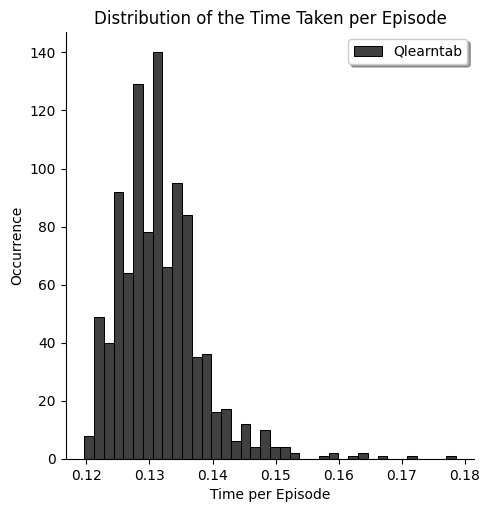 Distribution of the Time Taken per Episode
Qlearntab
140
120
100
80
60
40
20
0
Occurrence
0.12 0.13 0.14 0.15 0.16 0.17 0.18
Time per Episode